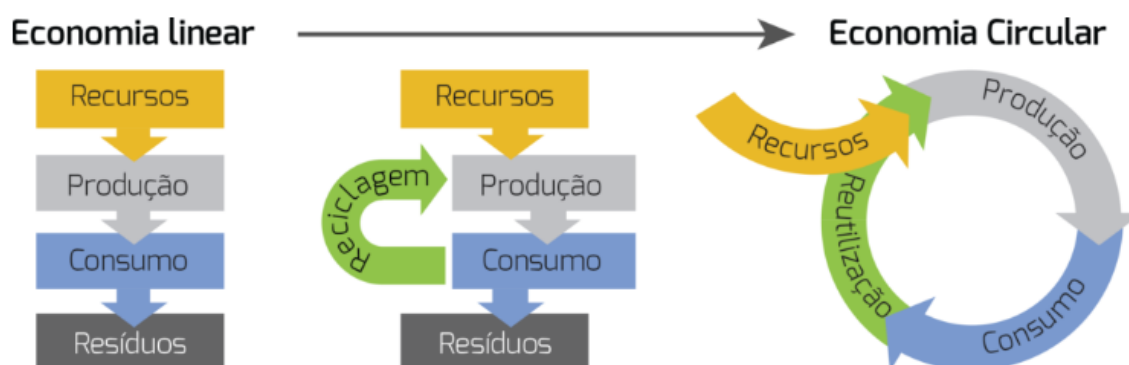 Economia linear
Recursos
Produção
Consumo
Resíduos
Recursos
Reciclagem
Produção
Consumo
Resíduos
Economia Circular
Recursos
Produção
Consumo
Reutilização